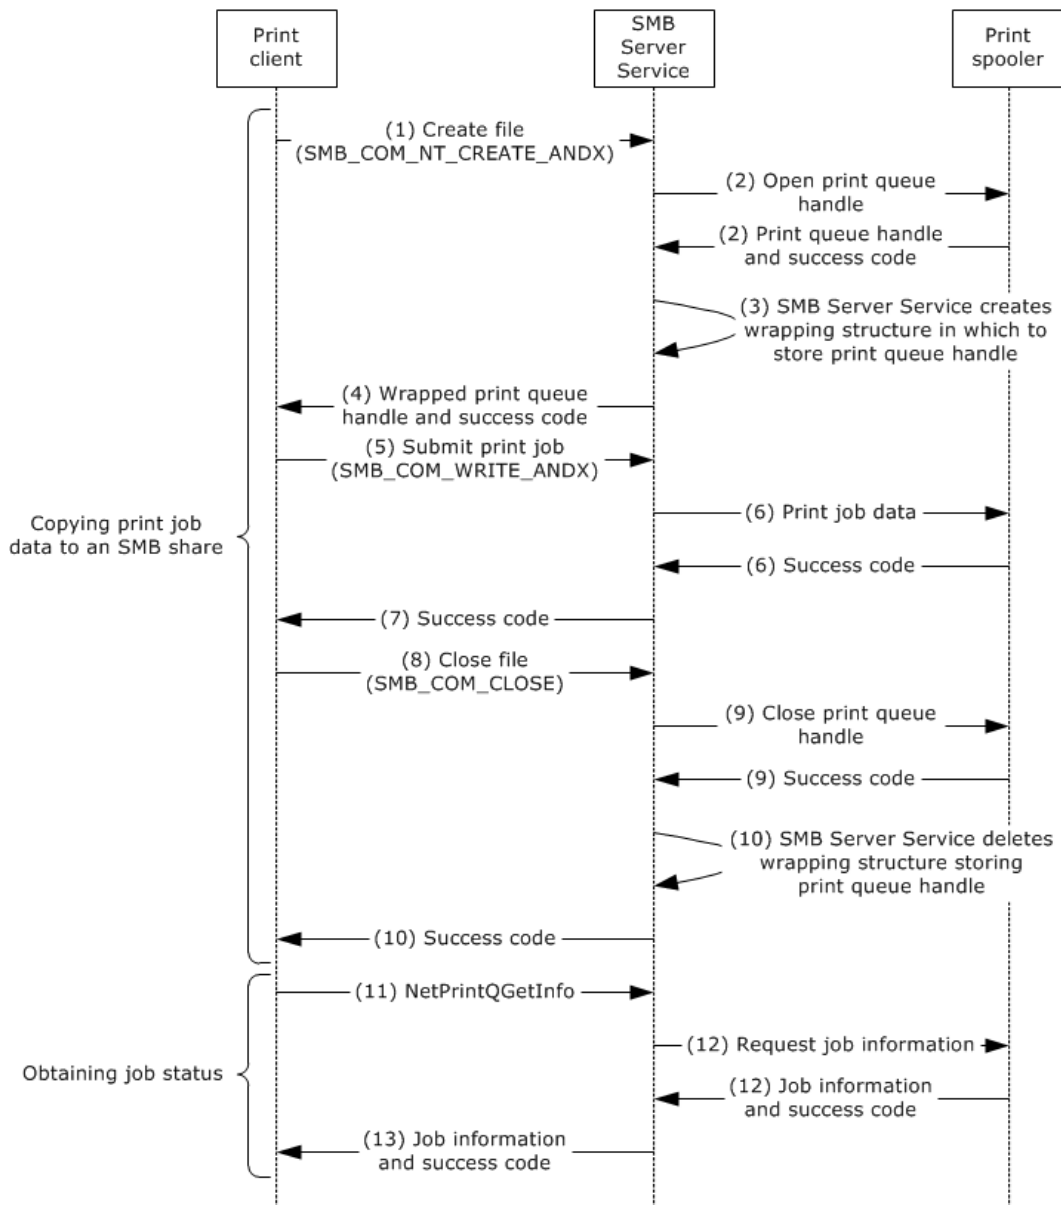 Print
client
SMB
Server
Service
Print
spooler
(1) Create file
(SMB_COM_NT_CREATE_ANDX)
(2) Open print queue
handle
(2) Print queue handle
and success code
(3) SMB Server Service creates
wrapping structure in which to
store print queue handle
(4) Wrapped print queue
handle and success code
(5) Submit print job
(SMB_COM_WRITE_ANDX)
Copying print job
data to an SMB share
(6) Print job data
(6) Success code
(7) Success code
(8) Close file
(SMB_COM_CLOSE)
(9) Close print queue
handle
(9) Success code
(10) SMB Server Service deletes
wrapping structure storing
print queue handle
(10) Success code
(11) NetPrintQGetInfo
(12) Request job information
Obtaining job status
(12) Job information
and success code
(13) Job information
and success code